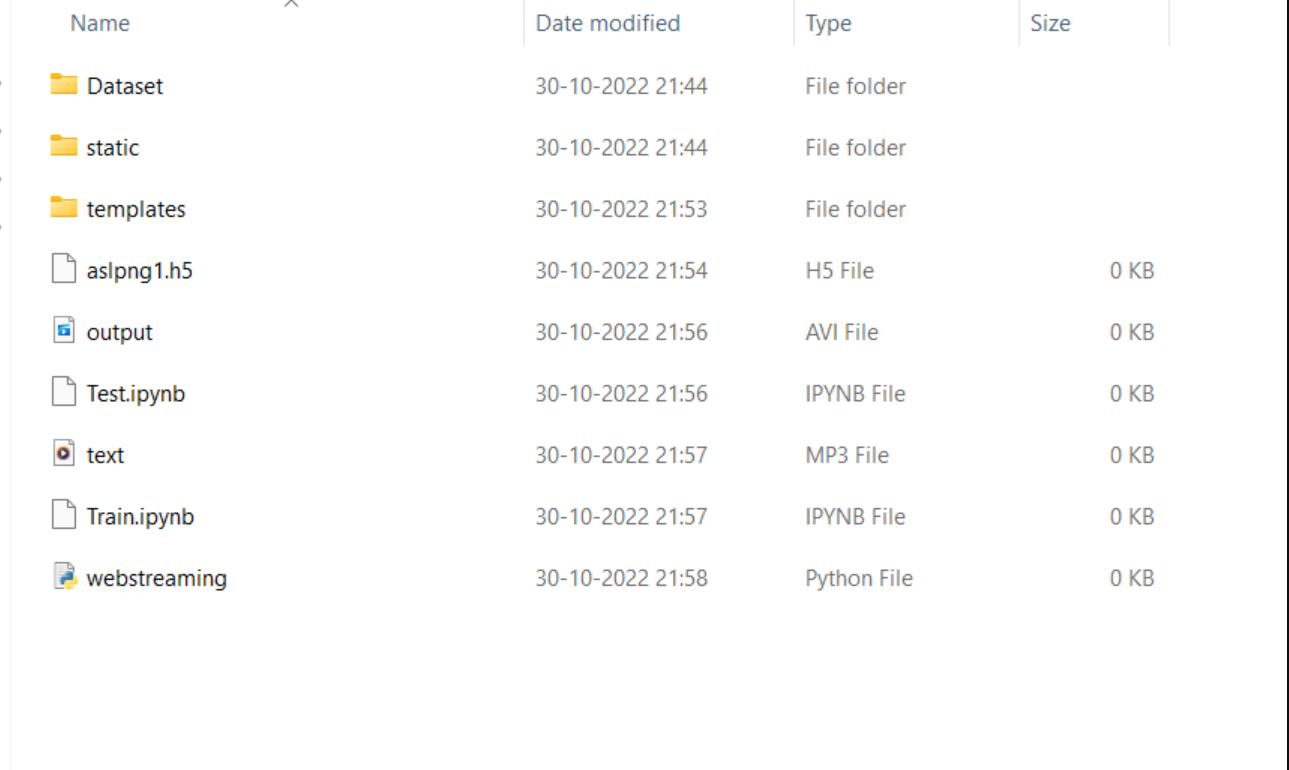 Name Date modified Type Size
Dataset 30-10-2022 21:44 File folder
static 30-10-2022 21:44 File folder
templates 30-10-2022 21:53 File folder
aslpng1.h5 30-10-2022 21:54 H5 File 0 KB
output 30-10-2022 21:56 AVI File 0 KB
Test.ipynb 30-10-2022 21:56 IPYNB File 0 KB
text 30-10-2022 21:57 MP3 File 0 KB
Train.ipynb 30-10-2022 21:57 IPYNB File 0 KB
webstreaming 30-10-2022 21:58 Python File 0 KB